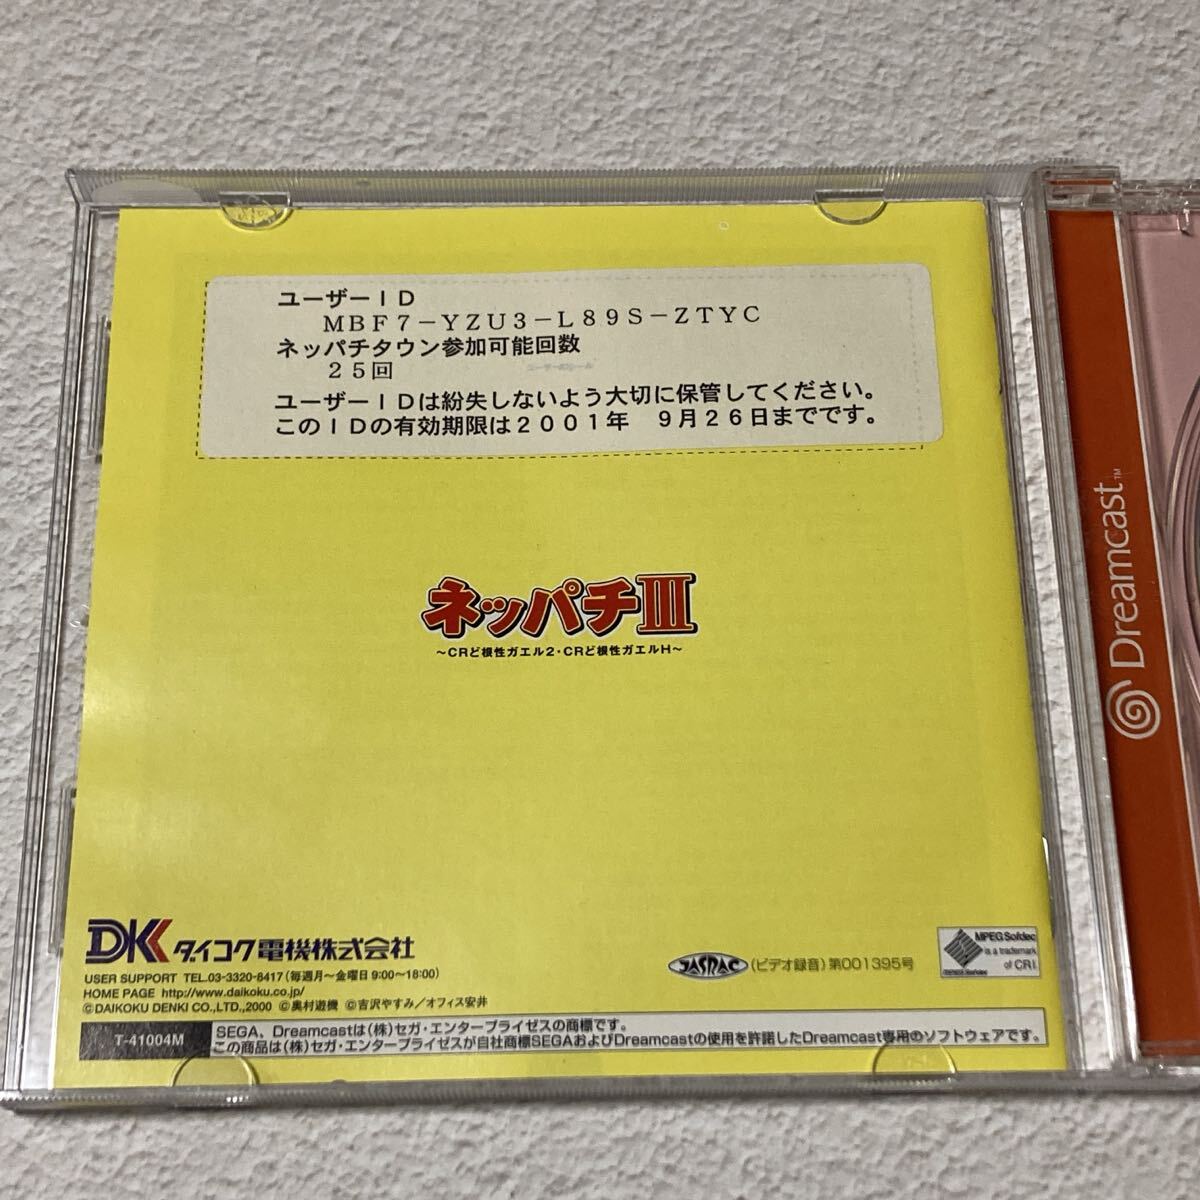 ユーザーＩＤ
ＭＢＦ７－ＹＺＵ３－Ｌ８９Ｓ－ＺＴＹＣ
ネッパチタウン参加可能回数
２５回
ユーザーＩＤは紛失しないよう大切に保管してください。
このＩＤの有効期限は２００１年　９月２６日までです。
ネッパチIII
～CRど根性ガエル2・CRど根性ガエルH～
Dreamcast™
DK ダイコク電機株式会社
USER SUPPORT TEL.03-3320-8417(毎週月～金曜日 9:00～18:00)
HOME PAGE http://www.daikoku.co.jp/
©DAIKOKU DENKI CO.,LTD.,2000 ©奥村遊機 ©吉沢やすみ／オフィス安井
JASRAC (ビデオ録音)第001395号
MPEG Sofdec
is a trademark
of CRI
T-41004M
SEGA、Dreamcastは(株)セガ・エンタープライゼスの商標です。
この商品は(株)セガ・エンタープライゼスが自社商標SEGAおよびDreamcastの使用を許諾したDreamcast専用のソフトウェアです。